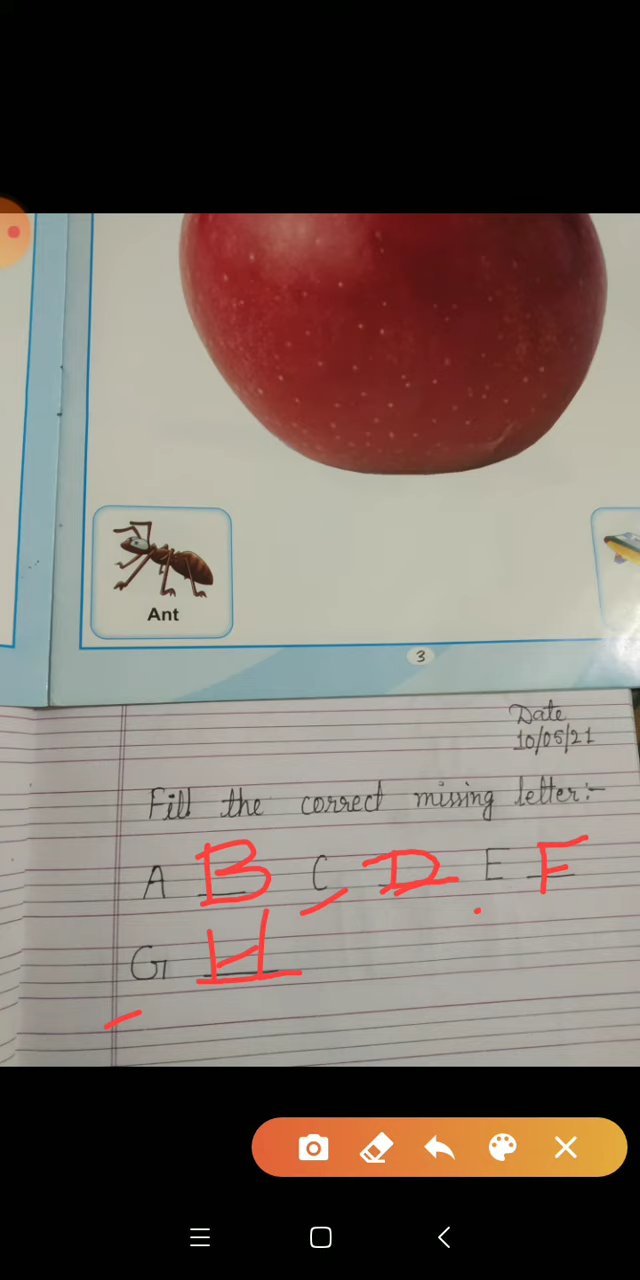 Ant
3
Date
10/05/21
Fill the correct missing letter:-
A B C D E F
G H